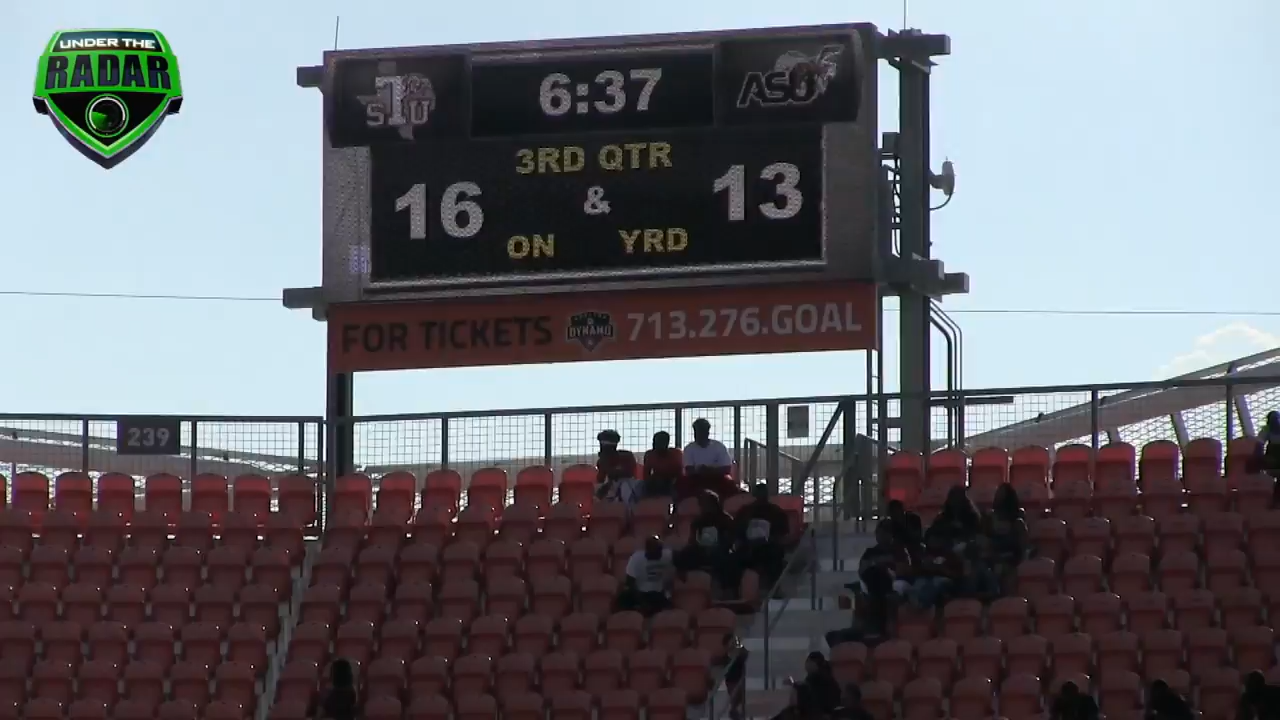 UNDER THE
RADAR
STU
6:37
ASU
3RD QTR
16 & 13
ON YRD
FOR TICKETS DYNAMO 713.276.GOAL
239